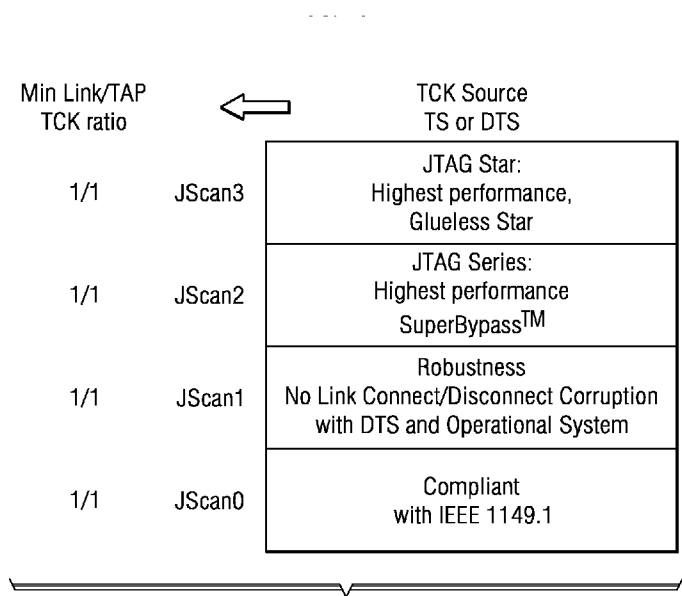 Min Link/TAP
TCK ratio
TCK Source
TS or DTS
1/1 JScan3
JTAG Star:
Highest performance,
Glueless Star
1/1 JScan2
JTAG Series:
Highest performance
SuperBypass™
1/1 JScan1
Robustness
No Link Connect/Disconnect Corruption
with DTS and Operational System
1/1 JScan0
Compliant
with IEEE 1149.1